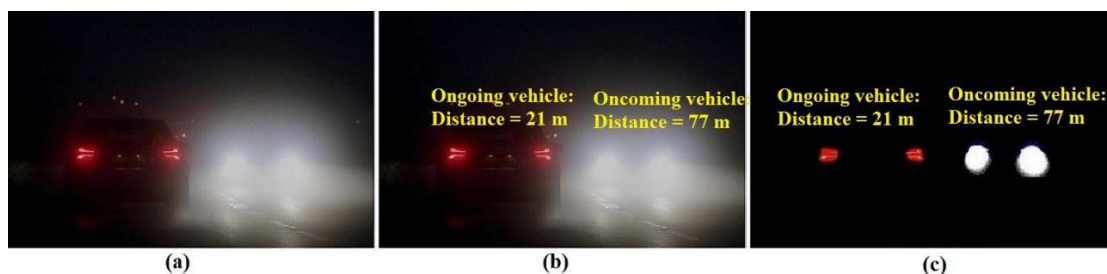 Ongoing vehicle:
Distance = 21 m
Oncoming vehicle:
Distance = 77 m
Ongoing vehicle:
Distance = 21 m
Oncoming vehicle:
Distance = 77 m
(a)
(b)
(c)